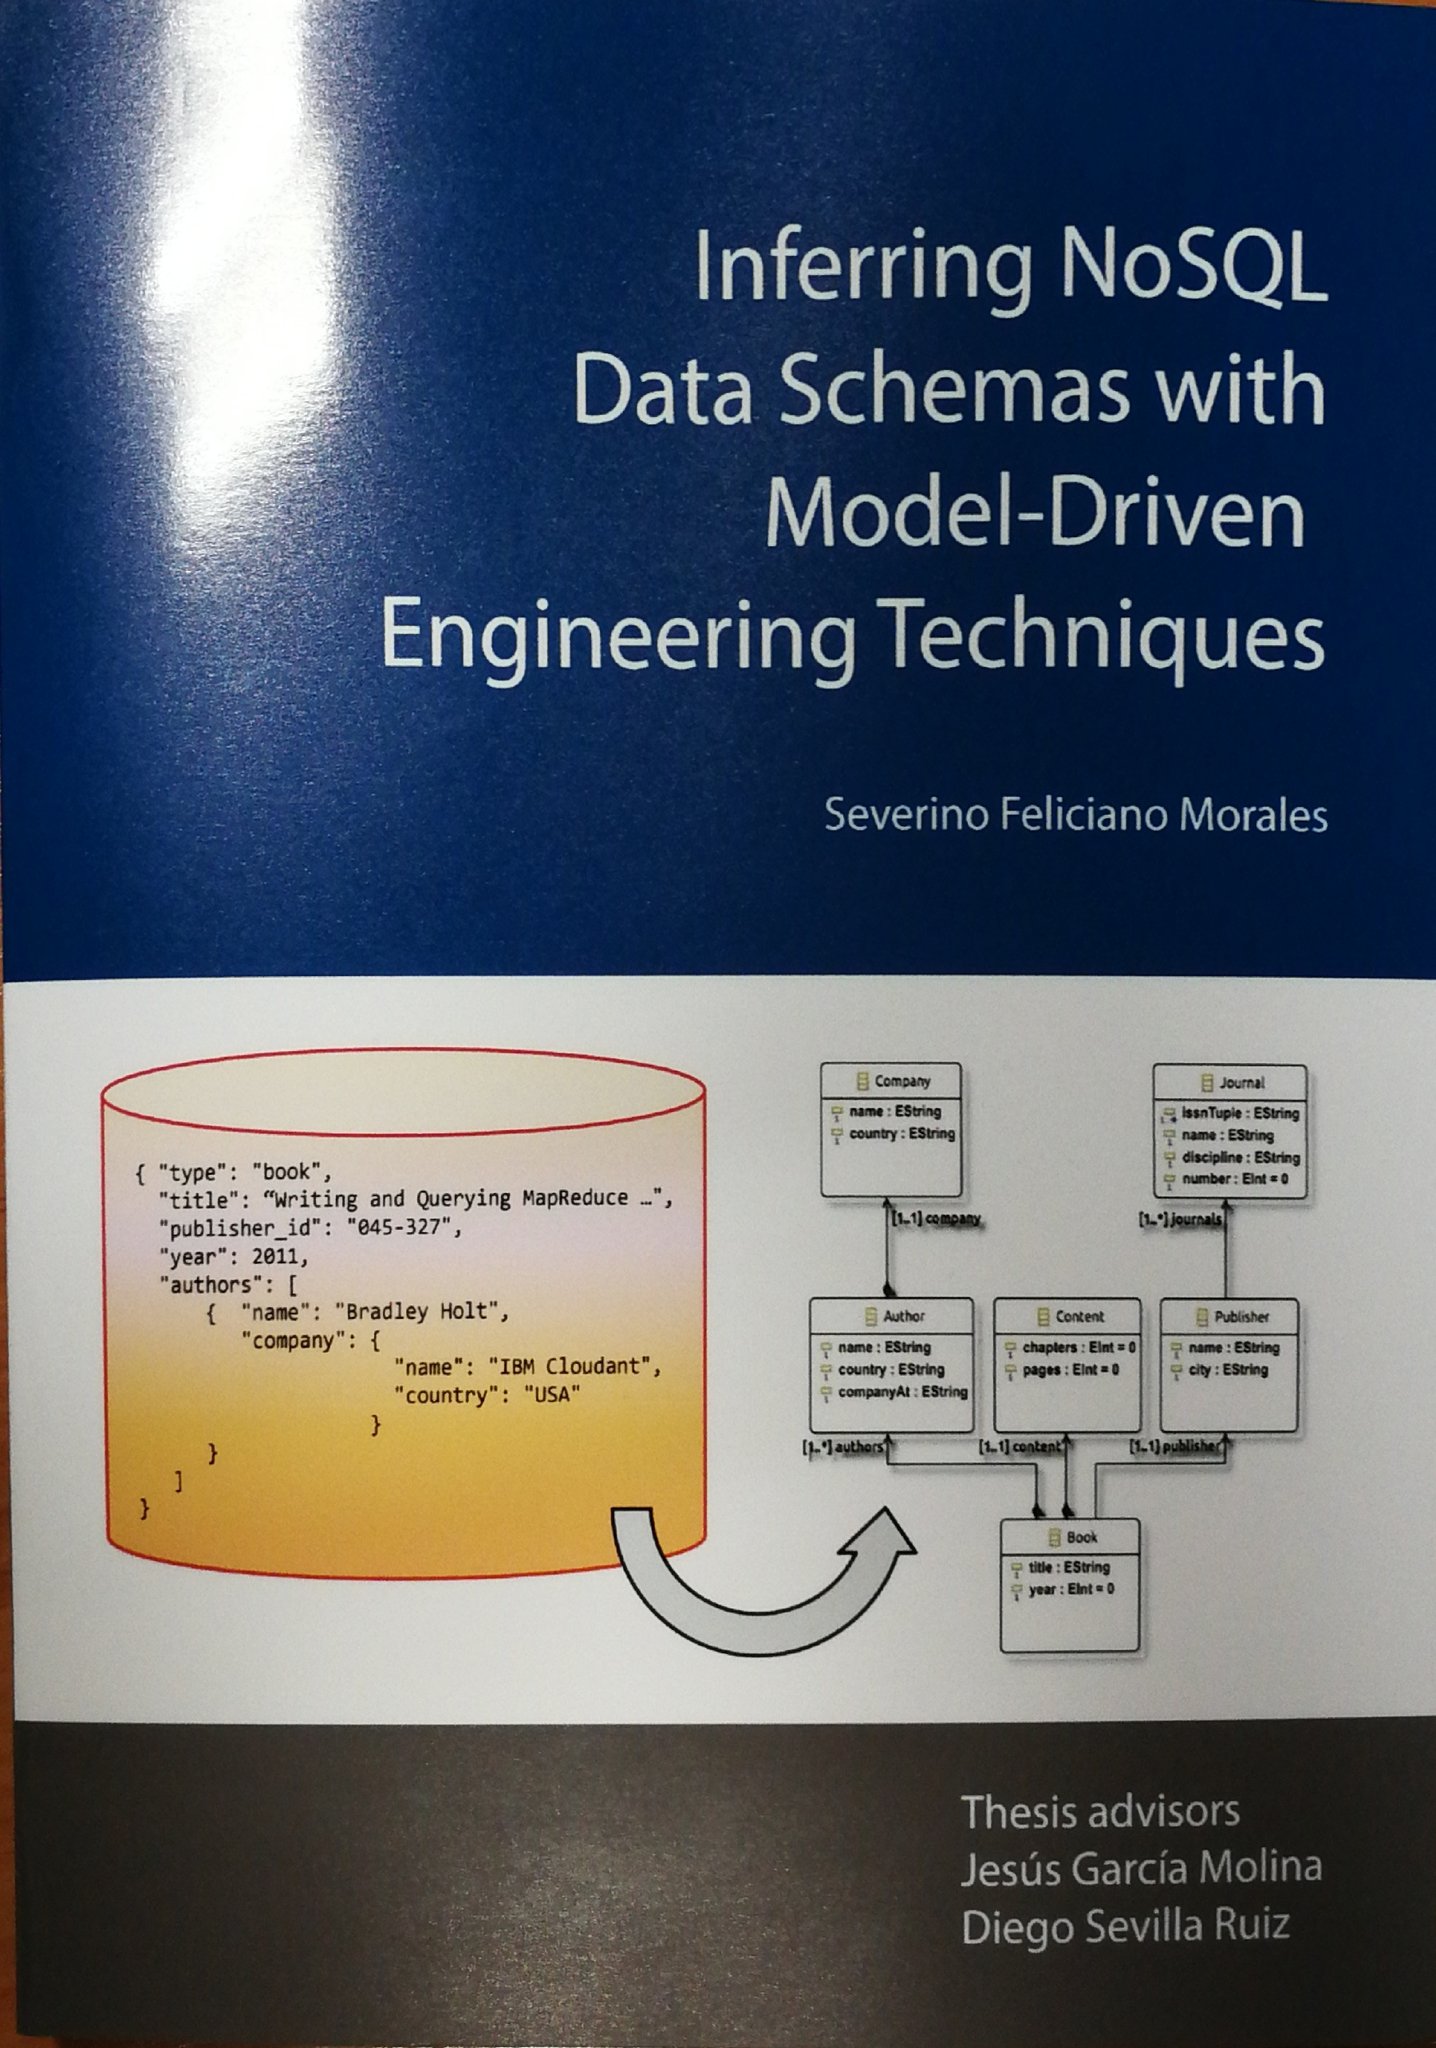 Inferring NoSQL
Data Schemas with
Model-Driven
Engineering Techniques
Severino Feliciano Morales
{ "type": "book",
"title": “Writing and Querying MapReduce …",
"publisher_id": "045-327",
"year": 2011,
"authors": [
{ "name": "Bradley Holt",
"company": {
"name": "IBM Cloudant",
"country": "USA"
}
}
]
}
Company
name : EString
country : EString
[1..1] company
Journal
issnTuple : EString
name : EString
discipline : EString
number : EInt = 0
[1..*] journals
Author
name : EString
country : EString
companyAt : EString
[1..*] authors
Content
chapters : EInt = 0
pages : EInt = 0
[1..1] content
Publisher
name : EString
city : EString
[1..1] publisher
Book
title : EString
year : EInt = 0
Thesis advisors
Jesús García Molina
Diego Sevilla Ruiz